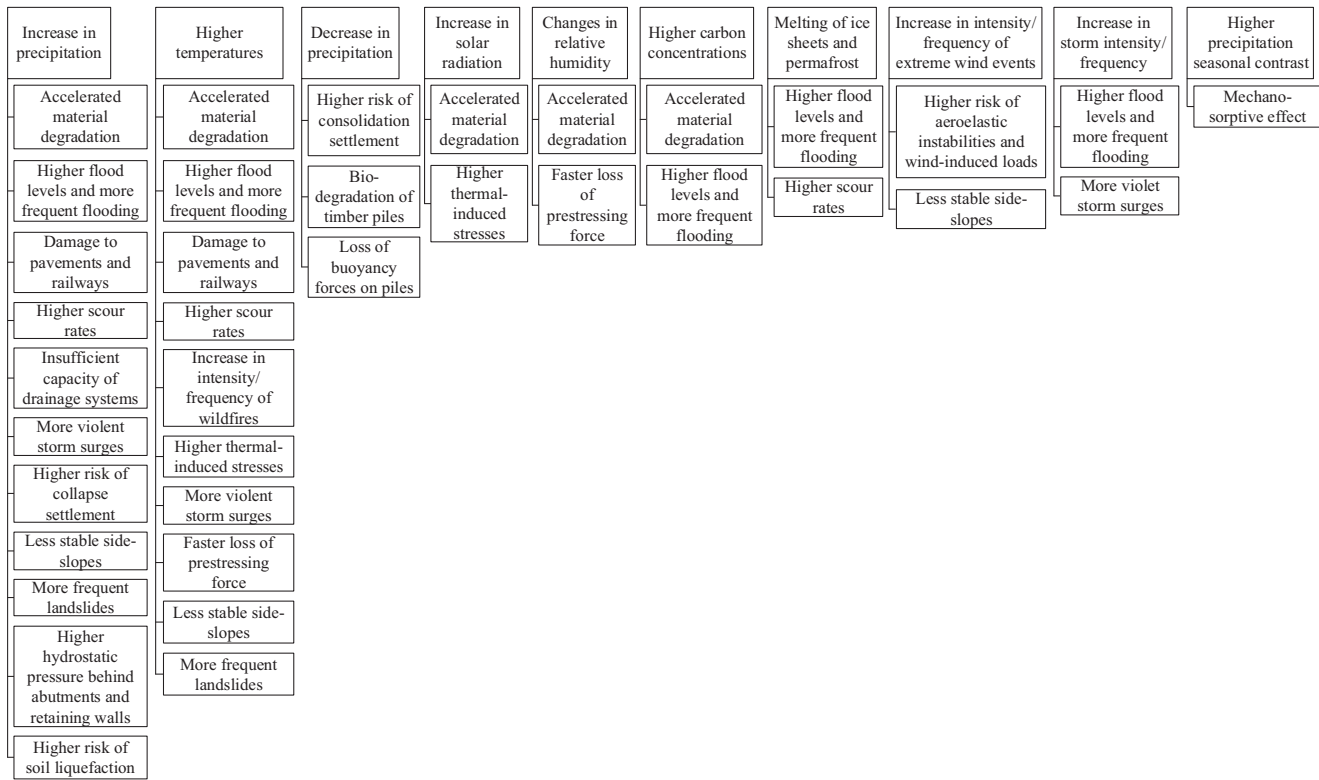 Increase in
precipitation
Accelerated
material
degradation
Higher flood
levels and more
frequent flooding
Damage to
pavements and
railways
Higher scour
rates
Insufficient
capacity of
drainage systems
More violent
storm surges
Higher risk of
collapse
settlement
Less stable side-
slopes
More frequent
landslides
Higher
hydrostatic
pressure behind
abutments and
retaining walls
Higher risk of
soil liquefaction
Higher
temperatures
Accelerated
material
degradation
Higher flood
levels and more
frequent flooding
Damage to
pavements and
railways
Higher scour
rates
Increase in
intensity/
frequency of
wildfires
Higher thermal-
induced stresses
More violent
storm surges
Faster loss of
prestressing
force
Less stable side-
slopes
More frequent
landslides
Decrease in
precipitation
Higher risk of
consolidation
settlement
Bio-
degradation of
timber piles
Loss of
buoyancy
forces on piles
Increase in
solar
radiation
Accelerated
material
degradation
Higher
thermal-
induced
stresses
Changes in
relative
humidity
Accelerated
material
degradation
Faster loss
of
prestressing
force
Higher carbon
concentrations
Accelerated
material
degradation
Higher flood
levels and
more frequent
flooding
Melting of ice
sheets and
permafrost
Higher flood
levels and
more frequent
flooding
Higher scour
rates
Increase in intensity/
frequency of
extreme wind events
Higher risk of
aeroelastic
instabilities and
wind-induced loads
Less stable side-
slopes
Increase in
storm intensity/
frequency
Higher flood
levels and
more frequent
flooding
More violet
storm surges
Higher
precipitation
seasonal contrast
Mechano-
sorptive effect